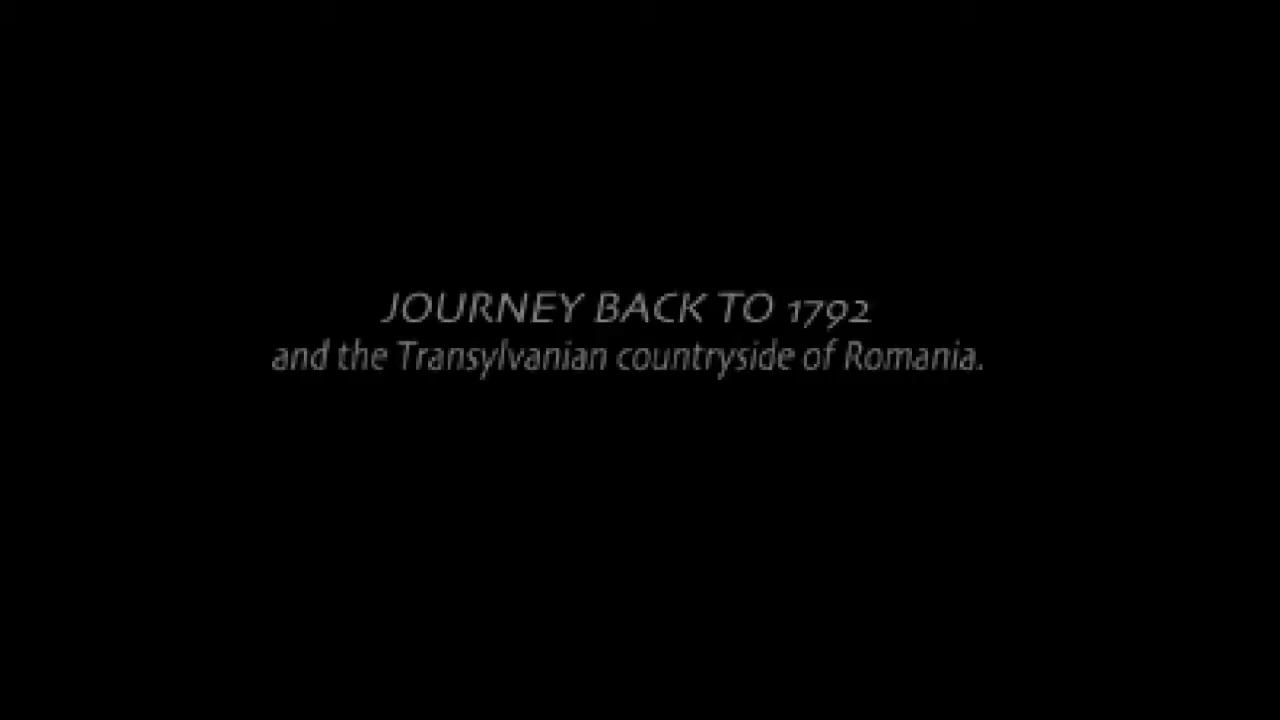 JOURNEY BACK TO 1792
and the Transylvanian countryside of Romania.